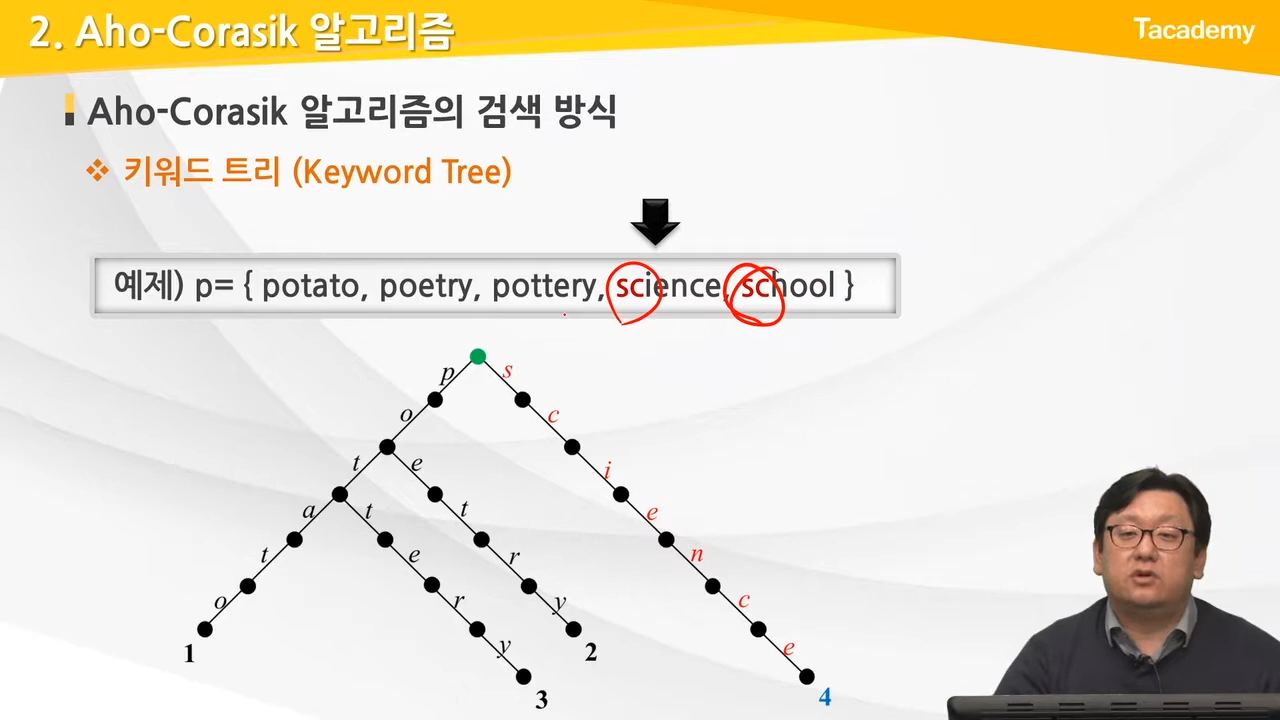 2. Aho-Corasik 알고리즘
Tacademy
Aho-Corasik 알고리즘의 검색 방식
❖ 키워드 트리 (Keyword Tree)
예제) p= { potato, poetry, pottery, science, school }
p s
o c
t e i
a t t e
t e r n
o r y c
y e
1 2
3 4